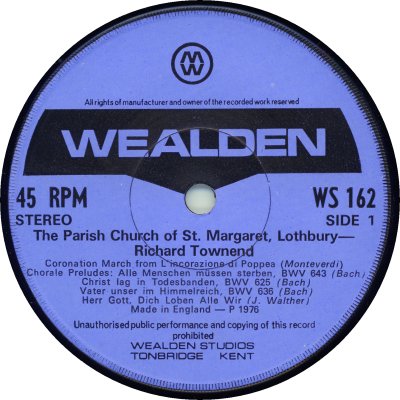 MW
All rights of manufacturer and owner of the recorded work reserved
WEALDEN
45 RPM WS 162
STEREO SIDE 1
The Parish Church of St. Margaret, Lothbury—
Richard Townend
Coronation March from L'incorazione di Poppea (Monteverdi)
Chorale Preludes: Alle Menschen müssen sterben, BWV 643 (Bach)
Christ lag in Todesbanden, BWV 625 (Bach)
Vater unser im Himmelreich, BWV 636 (Bach)
Herr Gott, Dich Loben Alle Wir (J. Walther)
Made in England — P 1976
Unauthorised public performance and copying of this record
prohibited
WEALDEN STUDIOS
TONBRIDGE KENT